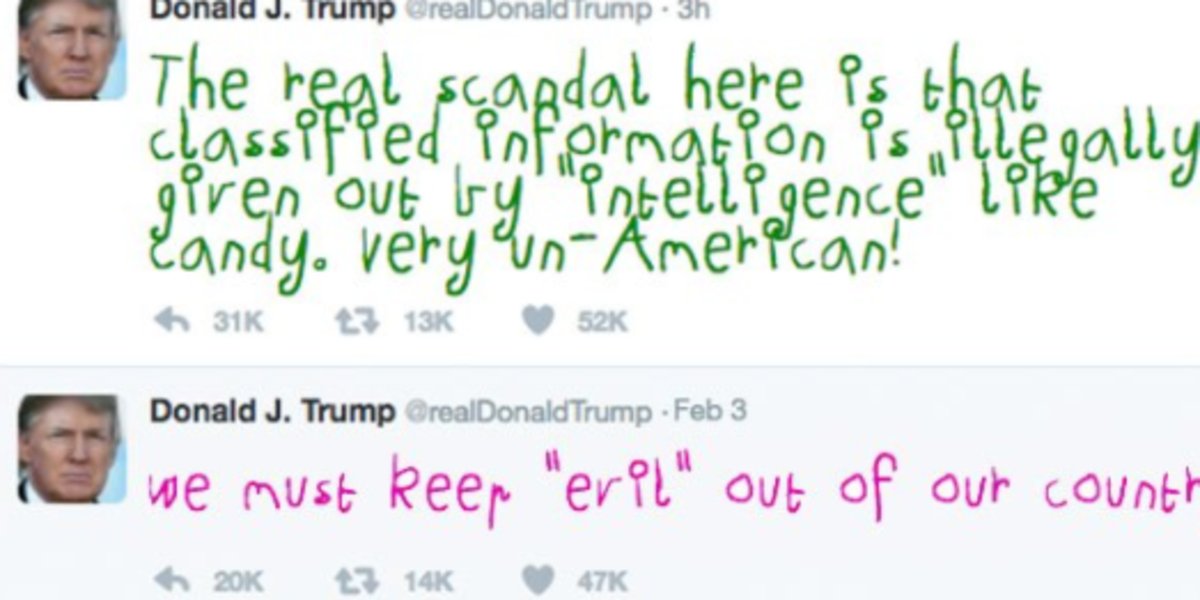 Donald J. Trump @realDonaldTrump · 3h
The real scandal here is that
classified information is illegally
given out by "intelligence" like
candy. Very un-American!
31K 13K 52K
Donald J. Trump @realDonaldTrump · Feb 3
we must keep "evil" out of our countr
20K 14K 47K